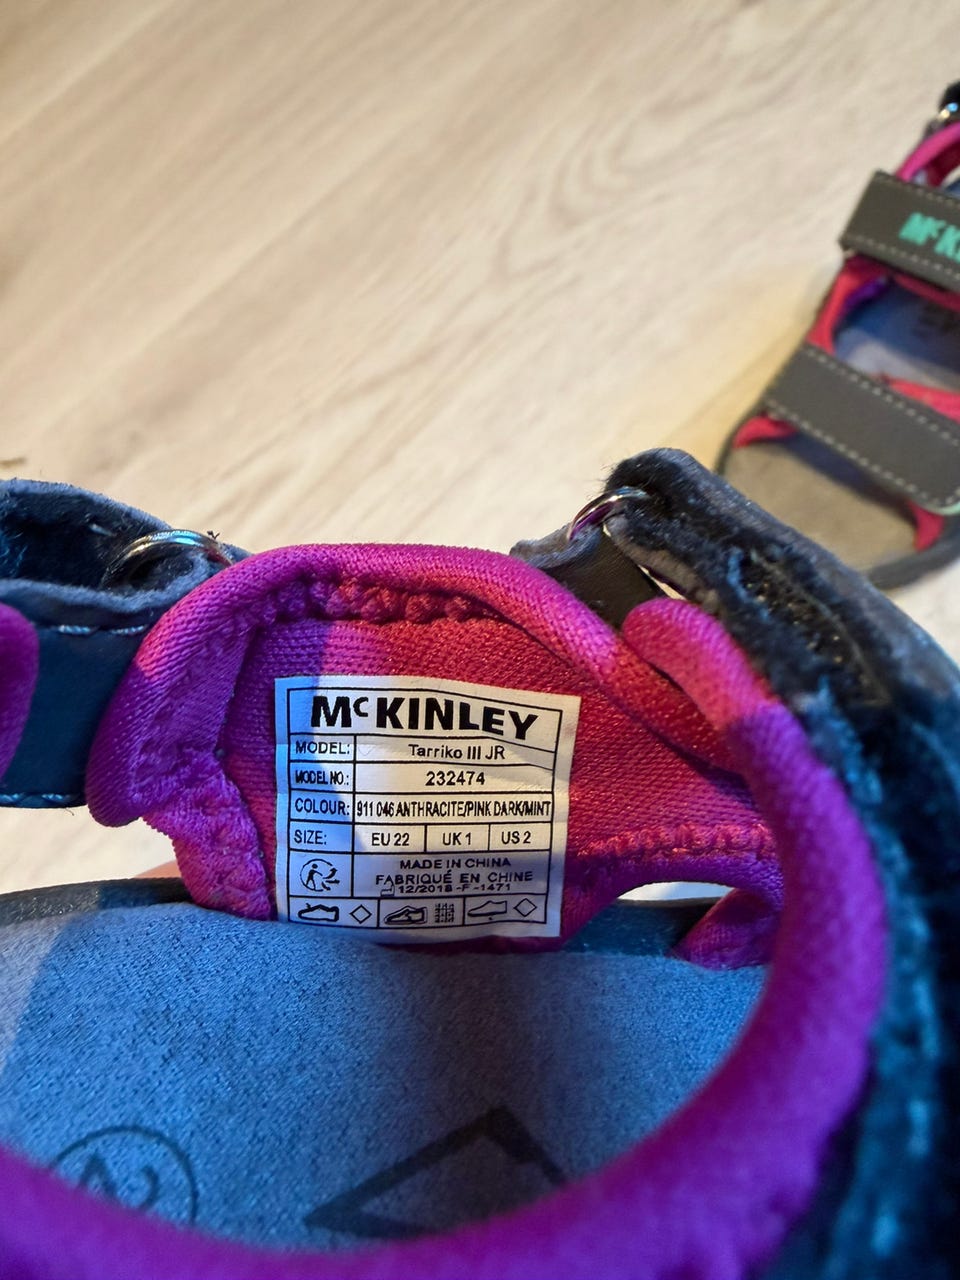 McK
McKINLEY
MODEL: Tarriko III JR
MODEL NO.: 232474
COLOUR: 911 046 ANTHRACITE/PINK DARK/MINT
SIZE: EU 22 UK 1 US 2
MADE IN CHINA
FABRIQUÉ EN CHINE
12/2018 -F -1471